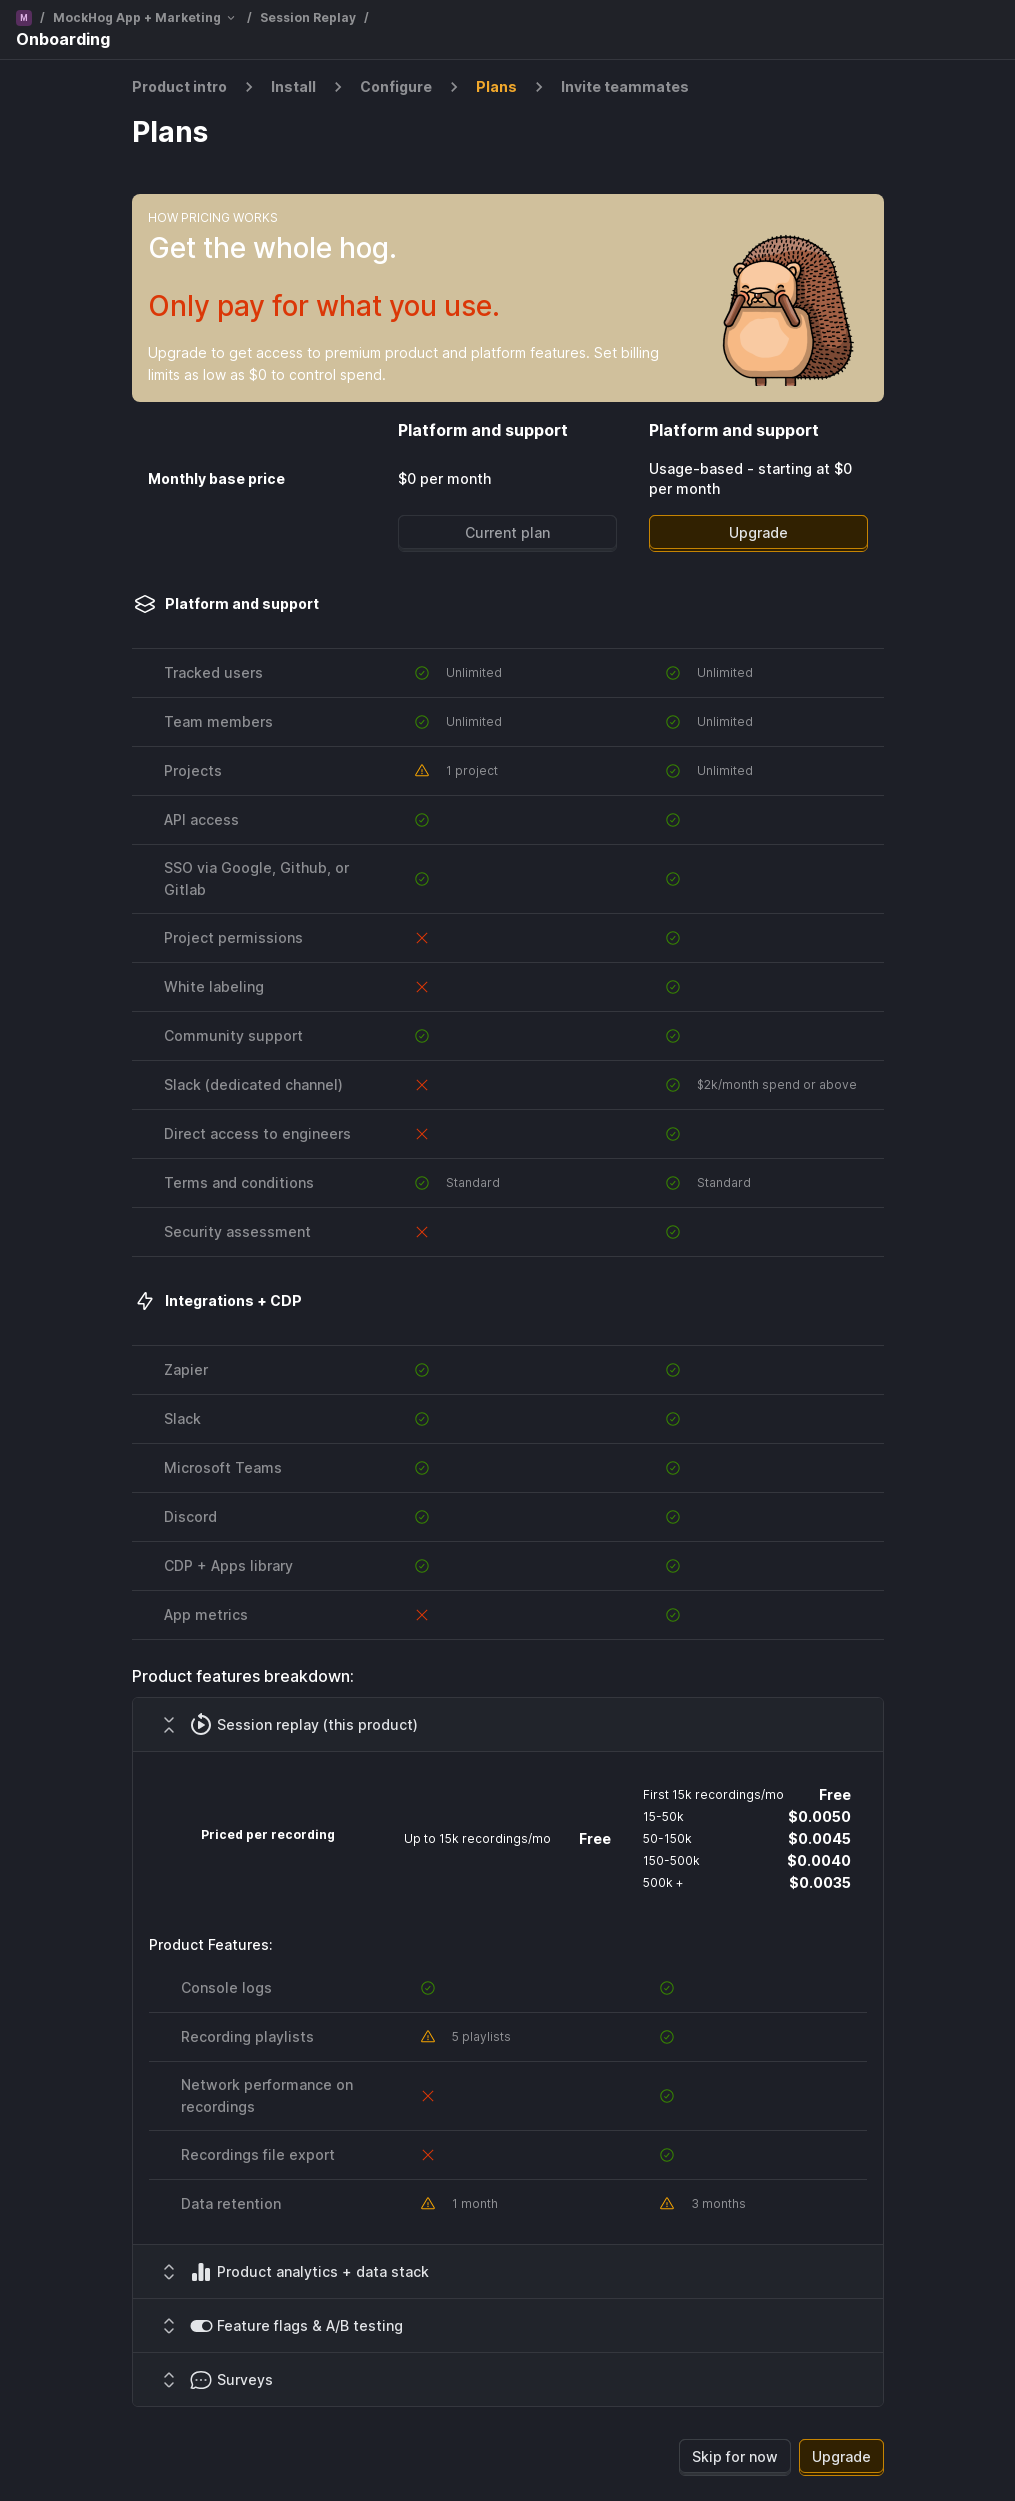 M / MockHog App + Marketing / Session Replay /
Onboarding
Product intro Install Configure Plans Invite teammates
Plans
HOW PRICING WORKS
Get the whole hog.
Only pay for what you use.
Upgrade to get access to premium product and platform features. Set billing
limits as low as $0 to control spend.
Platform and support Platform and support
Monthly base price $0 per month Usage-based - starting at $0
per month
Current plan Upgrade
Platform and support
Tracked users Unlimited Unlimited
Team members Unlimited Unlimited
Projects 1 project Unlimited
API access
SSO via Google, Github, or
Gitlab
Project permissions
White labeling
Community support
Slack (dedicated channel) $2k/month spend or above
Direct access to engineers
Terms and conditions Standard Standard
Security assessment
Integrations + CDP
Zapier
Slack
Microsoft Teams
Discord
CDP + Apps library
App metrics
Product features breakdown:
Session replay (this product)
Priced per recording Up to 15k recordings/mo Free
First 15k recordings/mo Free
15-50k $0.0050
50-150k $0.0045
150-500k $0.0040
500k + $0.0035
Product Features:
Console logs
Recording playlists 5 playlists
Network performance on
recordings
Recordings file export
Data retention 1 month 3 months
Product analytics + data stack
Feature flags & A/B testing
Surveys
Skip for now Upgrade